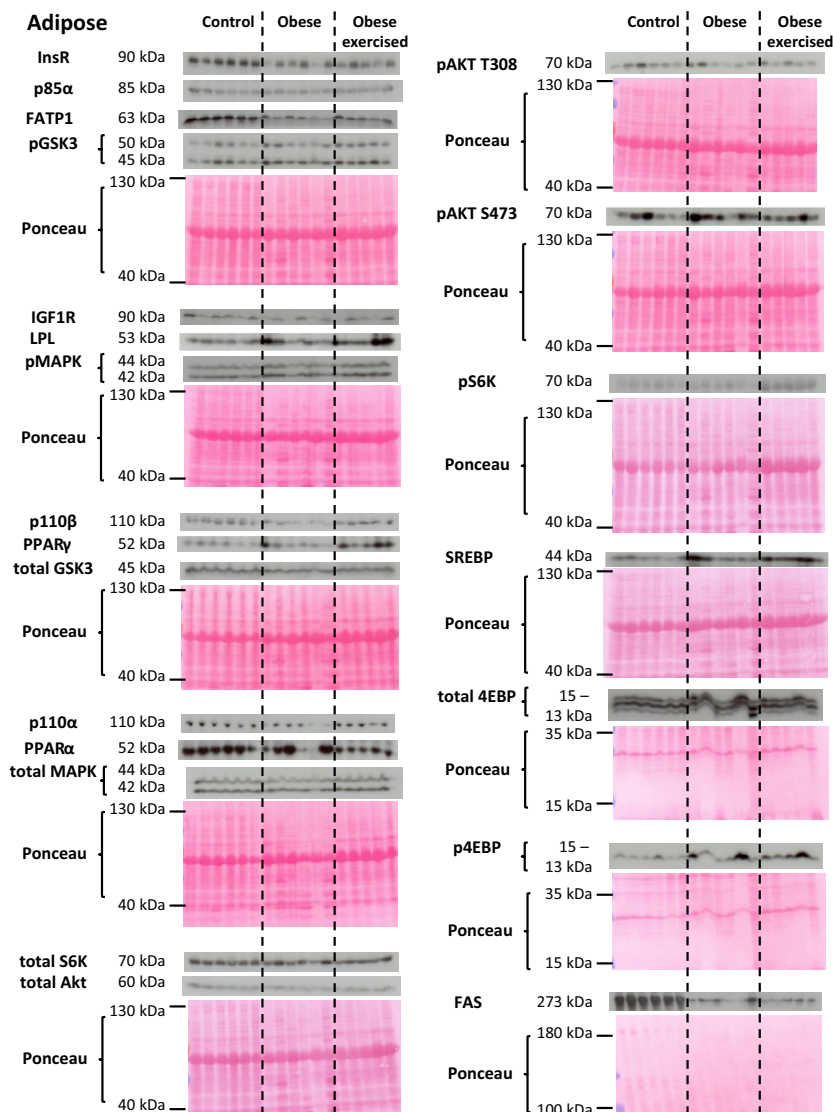 Adipose
Control Obese Obese exercised
InsR 90 kDa
p85α 85 kDa
FATP1 63 kDa
pGSK3 50 kDa
45 kDa
130 kDa
Ponceau
40 kDa
IGF1R 90 kDa
LPL 53 kDa
pMAPK 44 kDa
42 kDa
130 kDa
Ponceau
40 kDa
p110β 110 kDa
PPARγ 52 kDa
total GSK3 45 kDa
130 kDa
Ponceau
40 kDa
p110α 110 kDa
PPARα 52 kDa
total MAPK 44 kDa
42 kDa
130 kDa
Ponceau
40 kDa
total S6K 70 kDa
total Akt 60 kDa
130 kDa
Ponceau
40 kDa
Control Obese Obese
exercised
pAKT T308 70 kDa
130 kDa
Ponceau
40 kDa
pAKT S473 70 kDa
130 kDa
Ponceau
40 kDa
pS6K 70 kDa
130 kDa
Ponceau
40 kDa
SREBP 44 kDa
130 kDa
Ponceau
40 kDa
total 4EBP 15 –
13 kDa
35 kDa
Ponceau
15 kDa
p4EBP 15 –
13 kDa
35 kDa
Ponceau
15 kDa
FAS 273 kDa
180 kDa
Ponceau
100 kDa